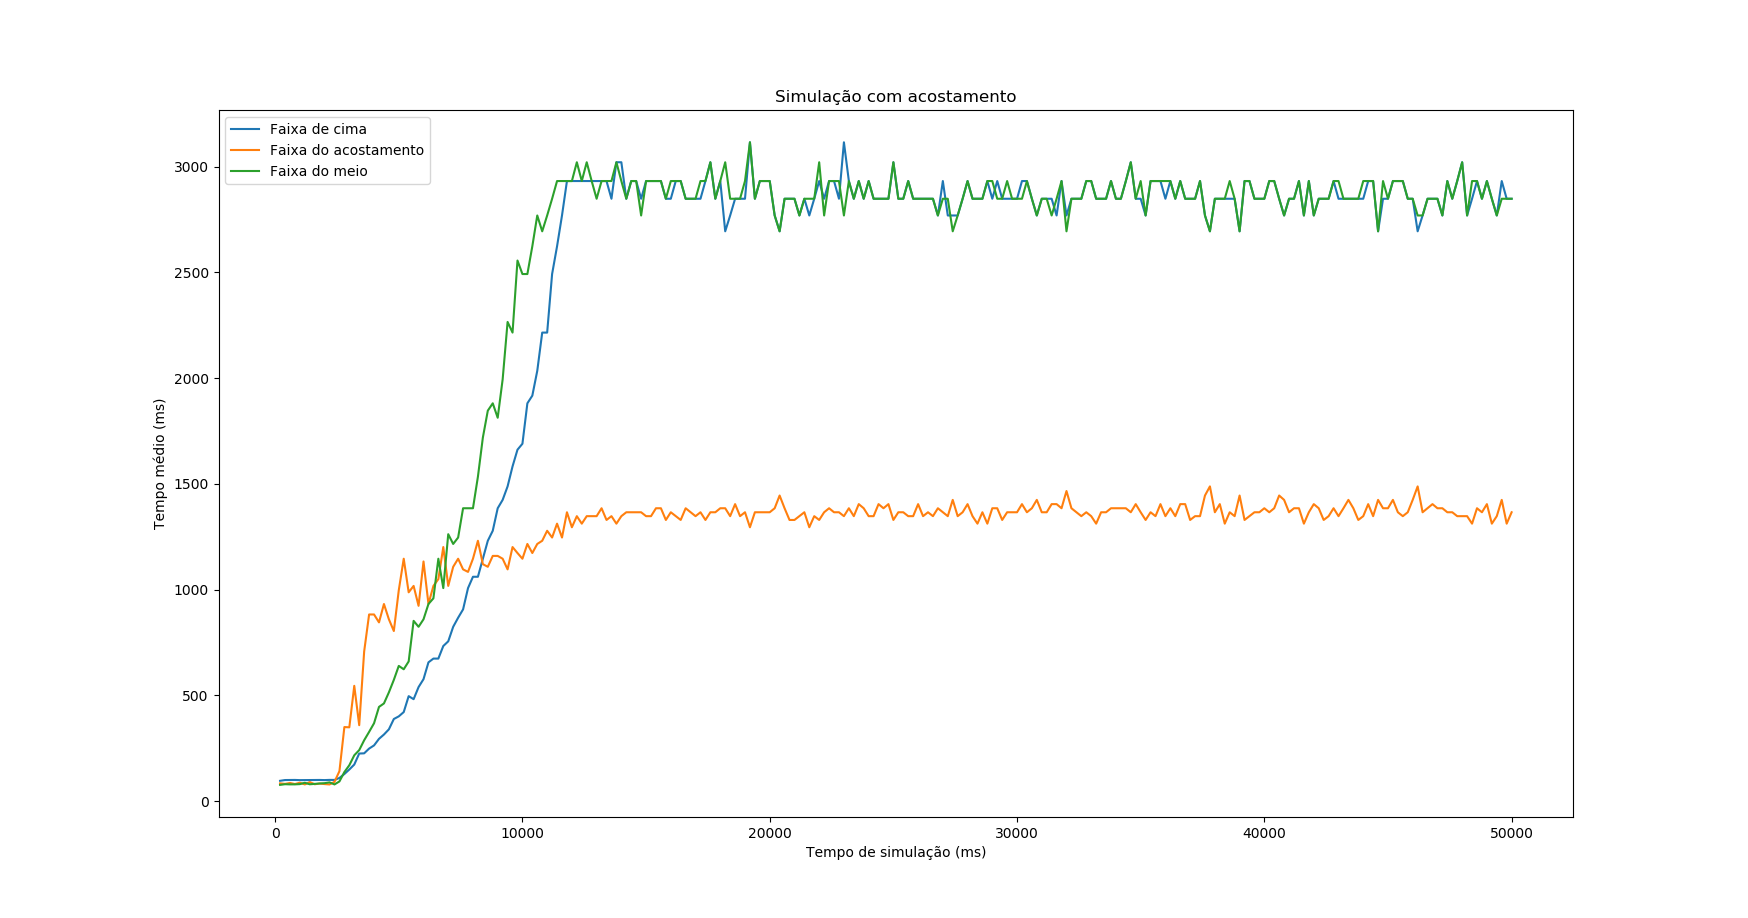 Simulação com acostamento
Faixa de cima
Faixa do acostamento
Faixa do meio
Tempo médio (ms)
3000
2500
2000
1500
1000
500
0
0 10000 20000 30000 40000 50000
Tempo de simulação (ms)